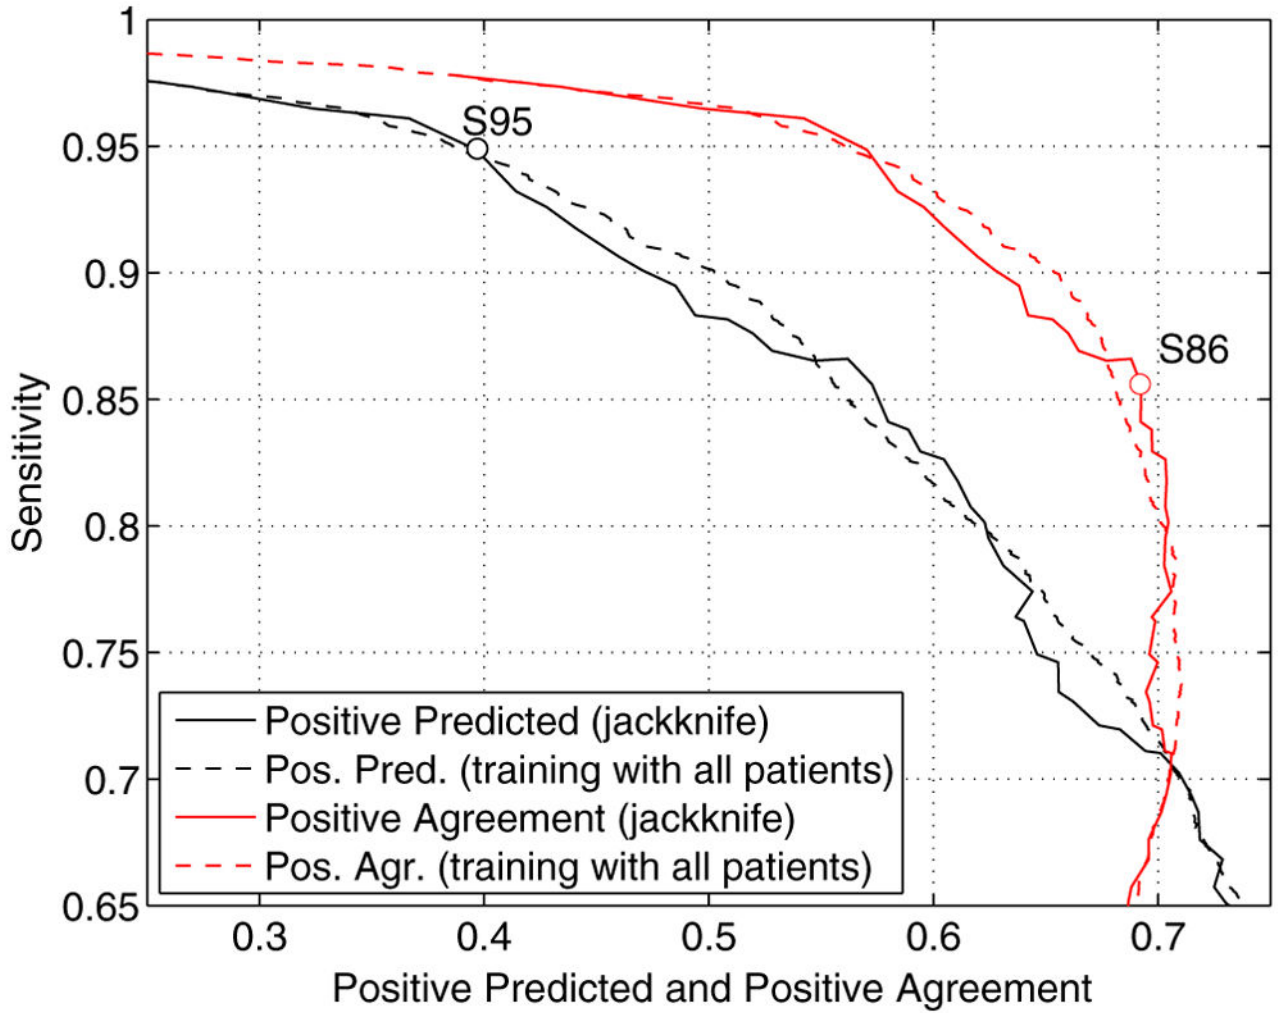 1
0.95
0.9
0.85
0.8
0.75
0.7
0.65
Sensitivity
S95
S86
Positive Predicted (jackknife)
Pos. Pred. (training with all patients)
Positive Agreement (jackknife)
Pos. Agr. (training with all patients)
0.3 0.4 0.5 0.6 0.7
Positive Predicted and Positive Agreement